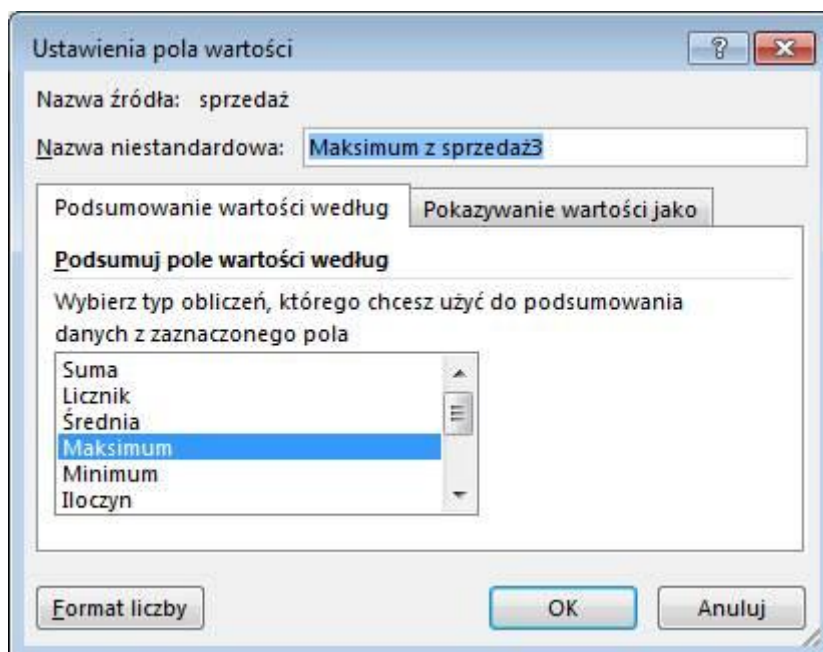 Ustawienia pola wartości
Nazwa źródła: sprzedaż
Nazwa niestandardowa: Maksimum z sprzedaż3
Podsumowanie wartości według Pokazywanie wartości jako
Podsumuj pole wartości według
Wybierz typ obliczeń, którego chcesz użyć do podsumowania
danych z zaznaczonego pola
Suma
Licznik
Średnia
Maksimum
Minimum
Iloczyn
Format liczby OK Anuluj